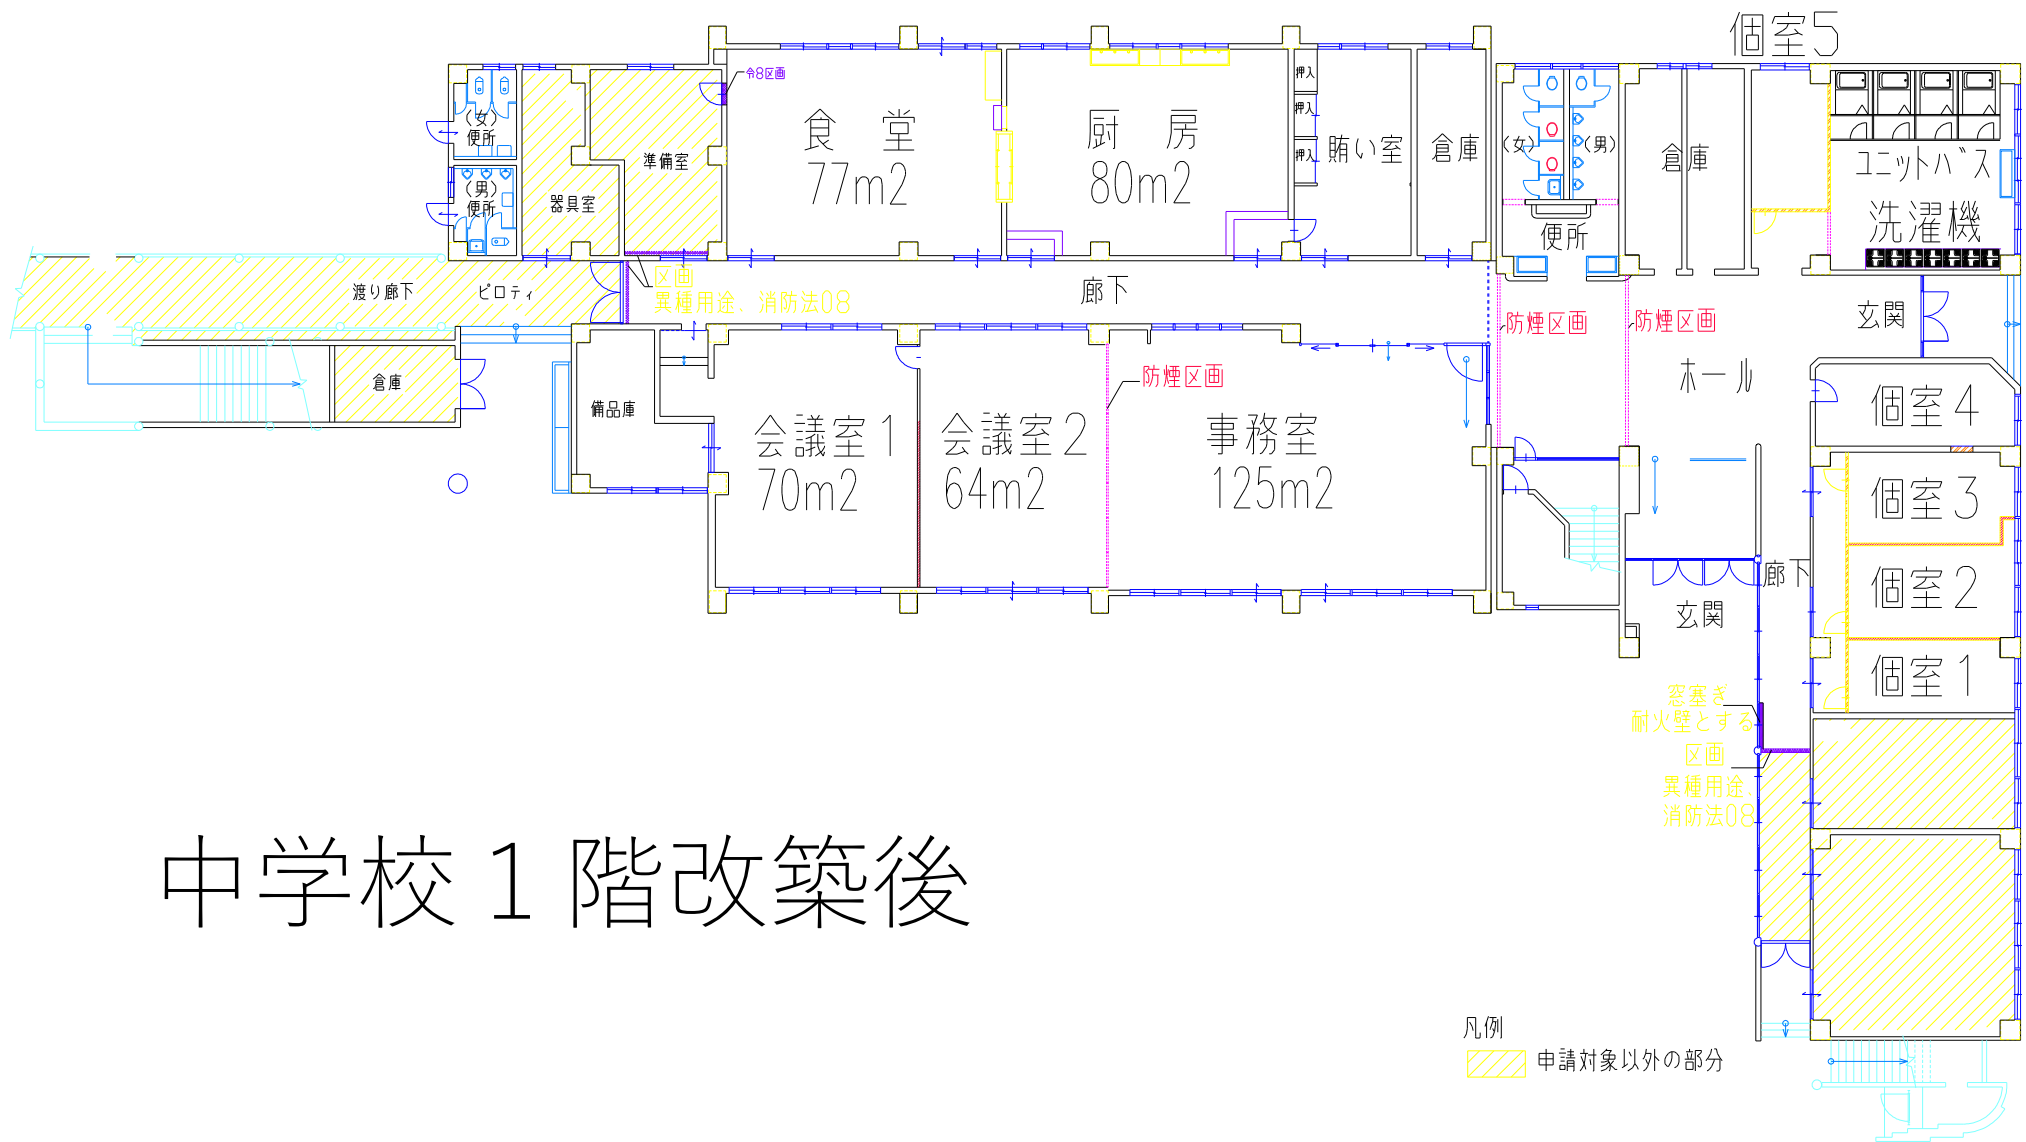 個室5
令8区画
押入
押入
押入
(女)
便所
(男)
便所
準備室
器具室
食 堂
77m2
厨 房
80m2
賄い室
倉庫
(女)
(男)
便所
倉庫
ユニットバス
洗濯機
渡り廊下
ピロティ
区画
異種用途、消防法08
廊下
防煙区画
防煙区画
玄関
倉庫
備品庫
防煙区画
ホール
会議室1
70m2
会議室2
64m2
事務室
125m2
個室4
個室3
個室2
個室1
廊下
玄関
窓塞ぎ
耐火壁とする
区画
異種用途、
消防法08
中学校1階改築後
凡例
申請対象以外の部分